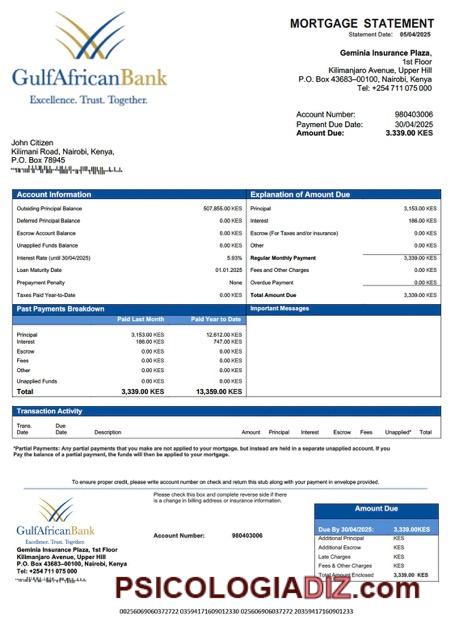 GulfAfricanBank
Excellence. Trust. Together.
MORTGAGE STATEMENT
Statement Date: 05/04/2025
Geminia Insurance Plaza,
1st Floor
Kilimanjaro Avenue, Upper Hill
P.O. Box 43683–00100, Nairobi, Kenya
Tel: +254 711 075 000
Account Number: 980403006
Payment Due Date: 30/04/2025
Amount Due: 3.339.00 KES
John Citizen
Kilimani Road, Nairobi, Kenya,
P.O. Box 78945
Account Information
Outsiding Principal Balance 507,855.00 KES
Deferred Principal Balance 0.00 KES
Escrow Account Balance 0.00 KES
Unapplied Funds Balance 0.00 KES
Interest Rate (until 30/04/2025) 5.93%
Loan Maturity Date 01.01.2025
Prepayment Penalty None
Taxes Paid Year-to-Date 0.00 KES
Explanation of Amount Due
Principal 3,153.00 KES
Interest 186.00 KES
Escrow (For Taxes and/or insurance) 0.00 KES
Other 0.00 KES
Regular Monthly Payment 3,339.00 KES
Fees and Other Charges 0.00 KES
Overdue Payment 0.00 KES
Total Amount Due 3,339.00 KES
Past Payments Breakdown
Paid Last Month Paid Year to Date
Principal 3,153.00 KES 12,612.00 KES
Interest 186.00 KES 747.00 KES
Escrow 0.00 KES 0.00 KES
Fees 0.00 KES 0.00 KES
Other 0.00 KES 0.00 KES
Unapplied Funds 0.00 KES 0.00 KES
Total 3,339.00 KES 13,359.00 KES
Important Messages
Transaction Activity
Trans. Date Due Date Description Amount Principal Interest Escrow Fees Unapplied* Total
*Partial Payments: Any partial payments that you make are not applied to your mortgage, but instead are held in a separate unapplied account. If you
Pay the balance of a partial payment, the funds will then be applied to your mortgage.
To ensure proper credit, please write account number on check and return this stub along with your payment in envelope provided.
Please check this box and complete reverse side if there
is a change in billing address or insurance information.
GulfAfricanBank
Excellence. Trust. Together.
Geminia Insurance Plaza, 1st Floor
Kilimanjaro Avenue, Upper Hill
P.O. Box 43683–00100, Nairobi, Kenya
Tel: +254 711 075 000
Account Number: 980403006
Amount Due
Due By 30/04/2025: 3,339.00KES
Additional Principal KES
Additional Escrow KES
Late Charges KES
Fees & Other Charges KES
Total Amount Enclosed 3,339.00 KES
PSICOLOGIADIZ.COM
00256069060372722 03594171609012330 02560690603727 20359417160901233